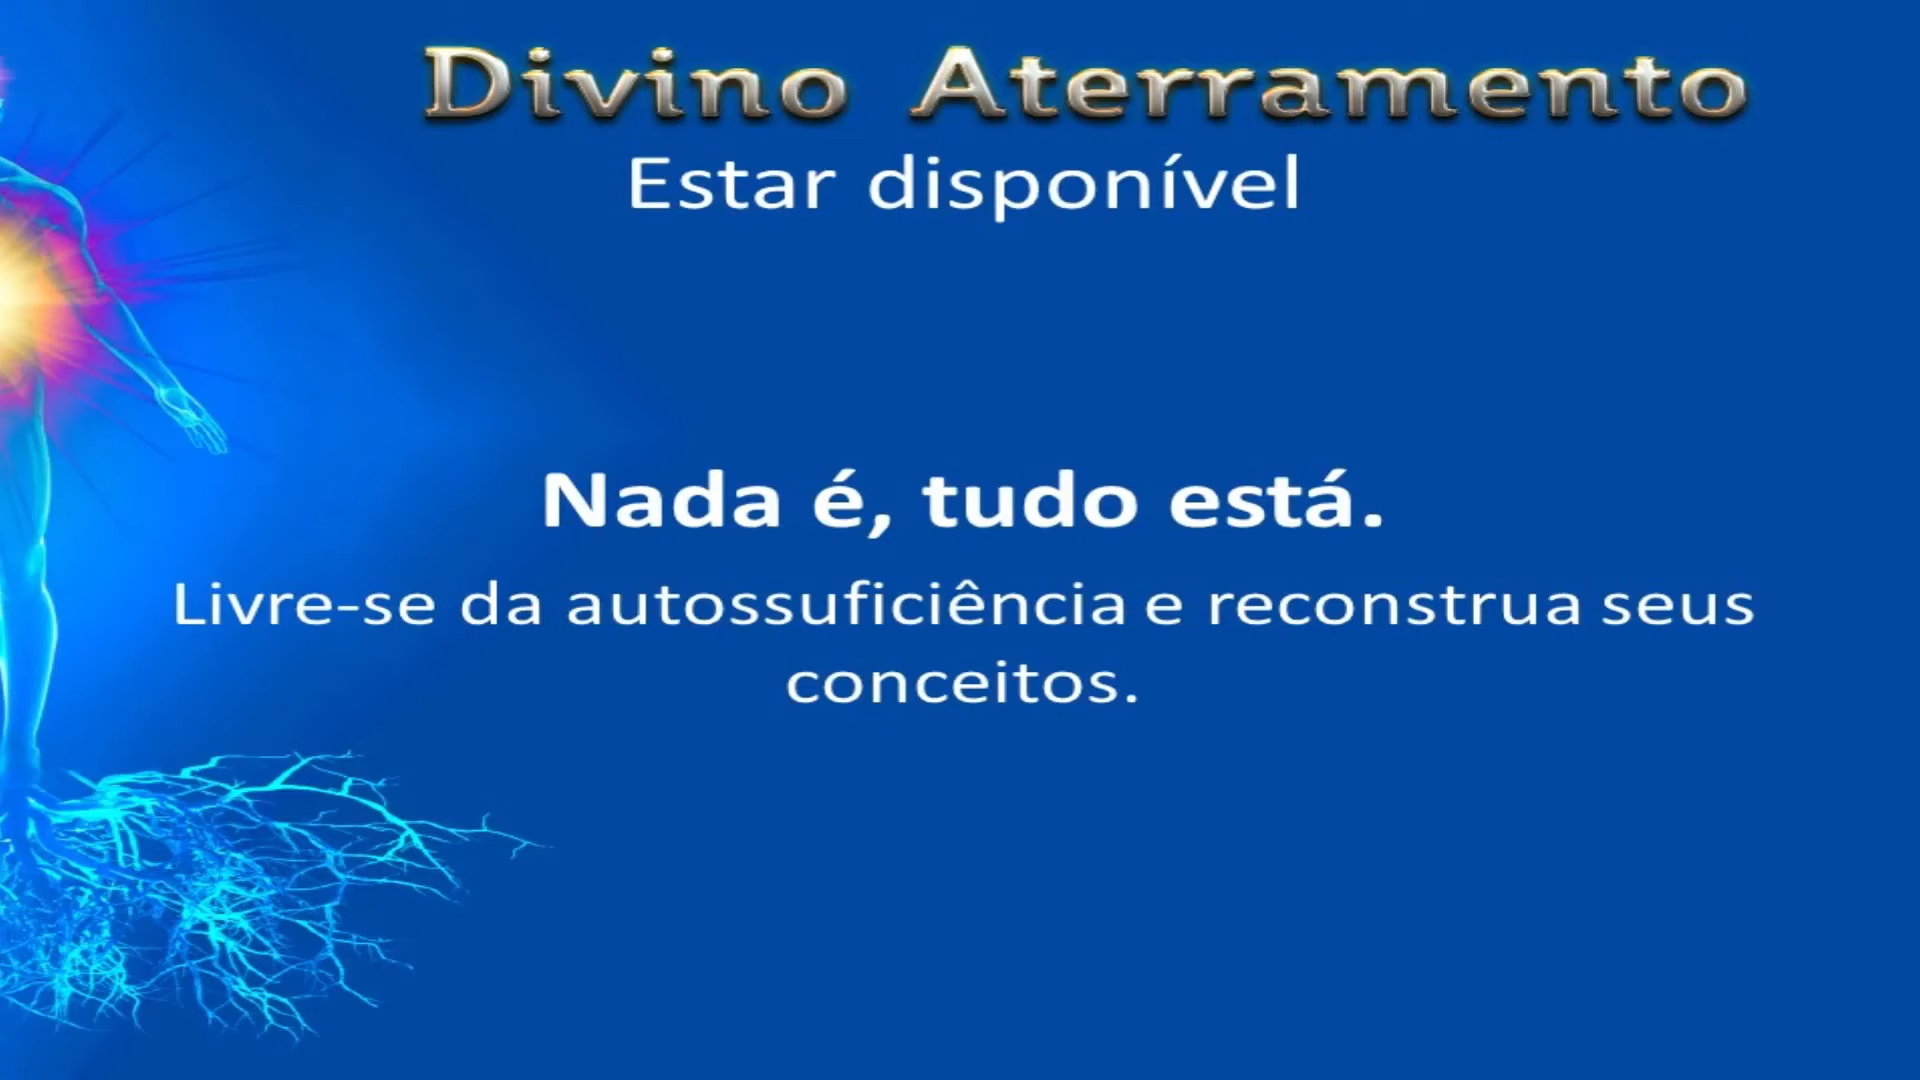 Divino Aterramento
Estar disponível
Nada é, tudo está.
Livre-se da autossuficiência e reconstrua seus
conceitos.